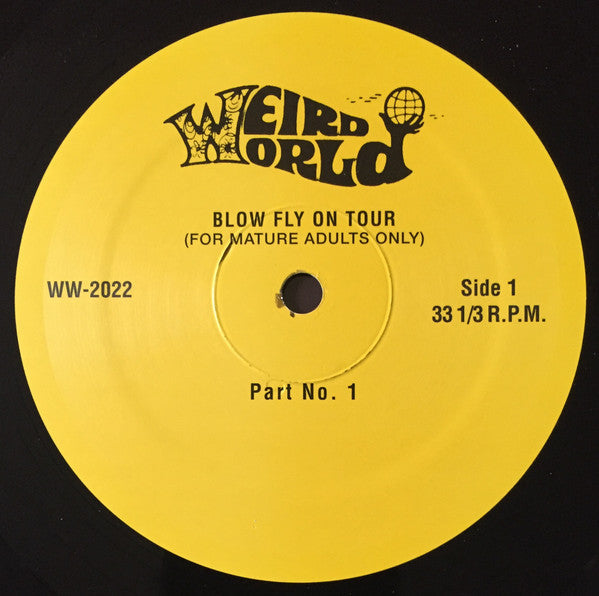 WEIRD
WORLD
BLOW FLY ON TOUR
(FOR MATURE ADULTS ONLY)
WW-2022
Side 1
33 1/3 R.P.M.
Part No. 1